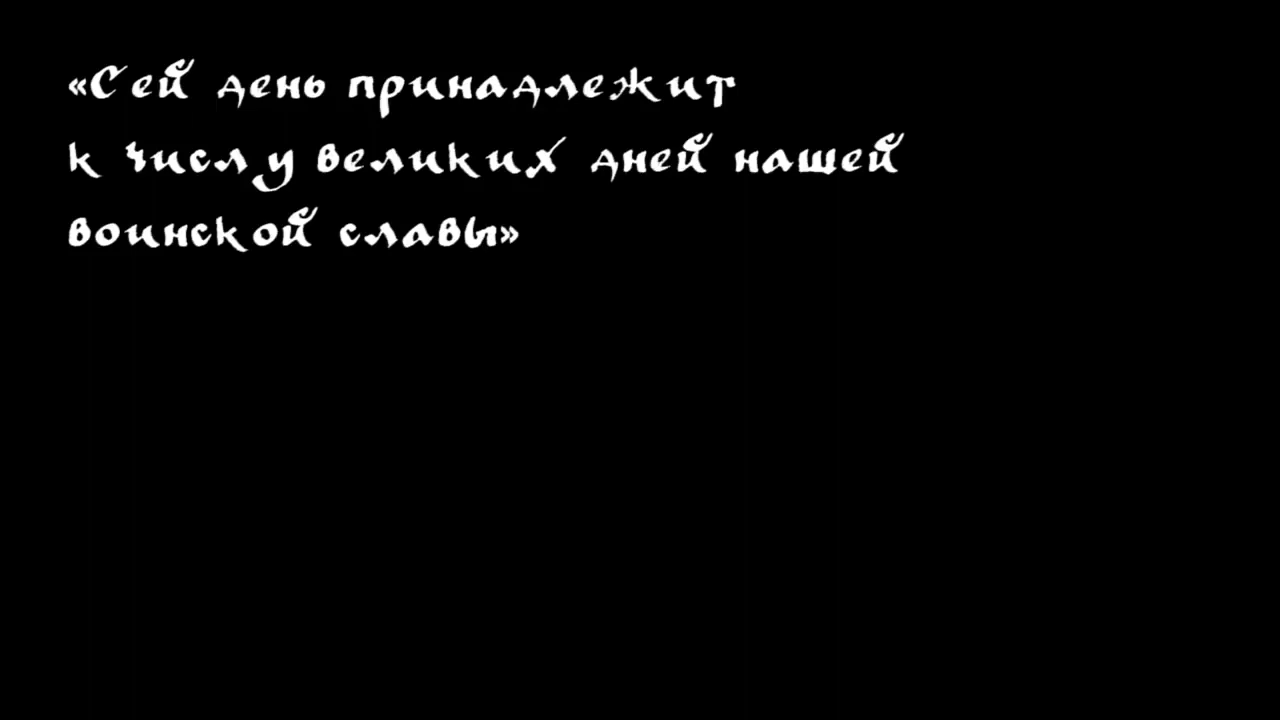 «Сей день принадлежит
к числу великих дней нашей
воинской славы»